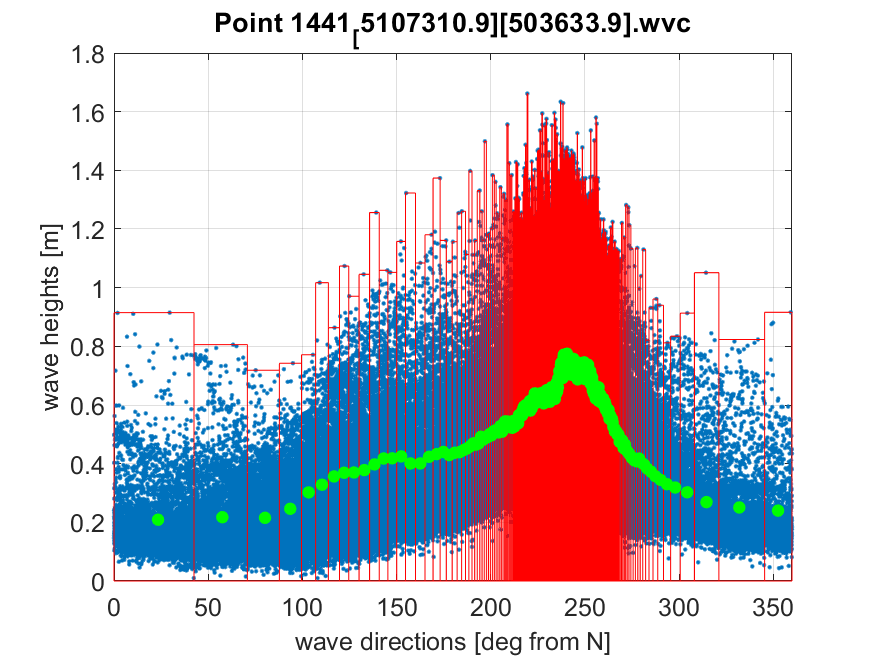 Point 1441[5107310.9][503633.9].wvc
1.8
1.6
1.4
1.2
1
0.8
0.6
0.4
0.2
0
wave heights [m]
0 50 100 150 200 250 300 350
wave directions [deg from N]